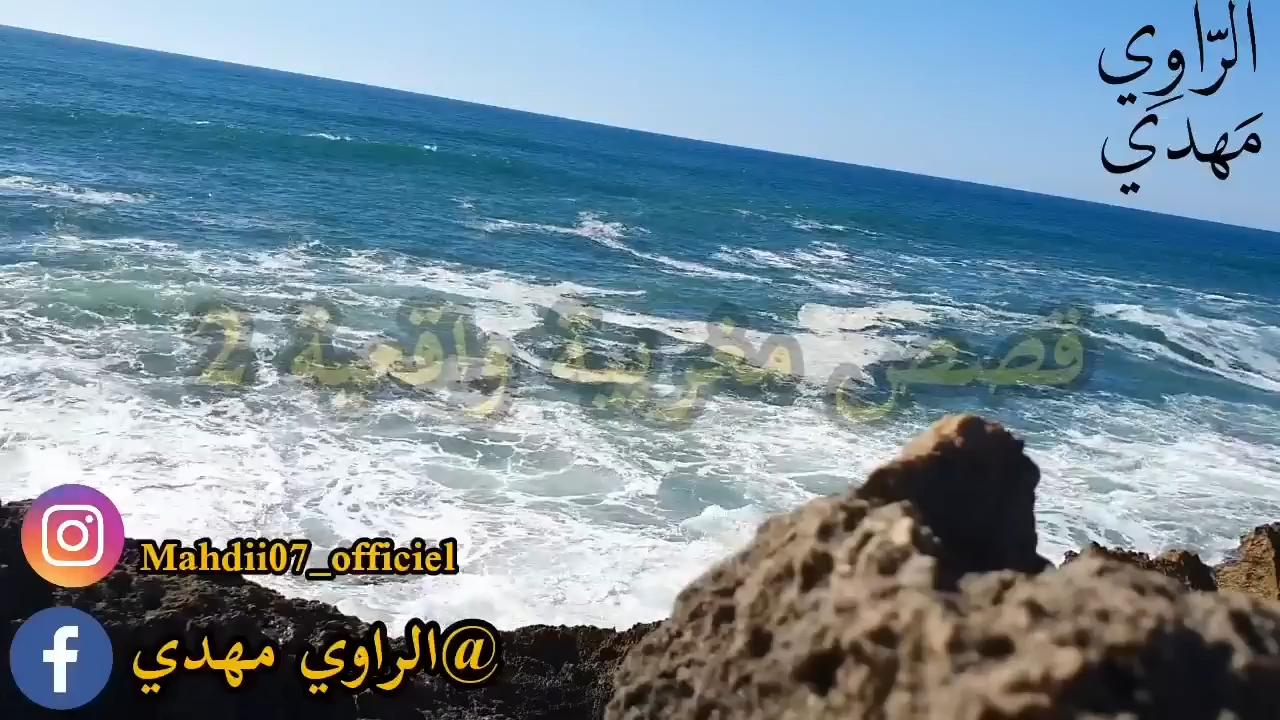 الرّاوِي
مَهدِي
قصص مغربية واقعية 2
Mahdii07_officiel
@الراوي مهدي